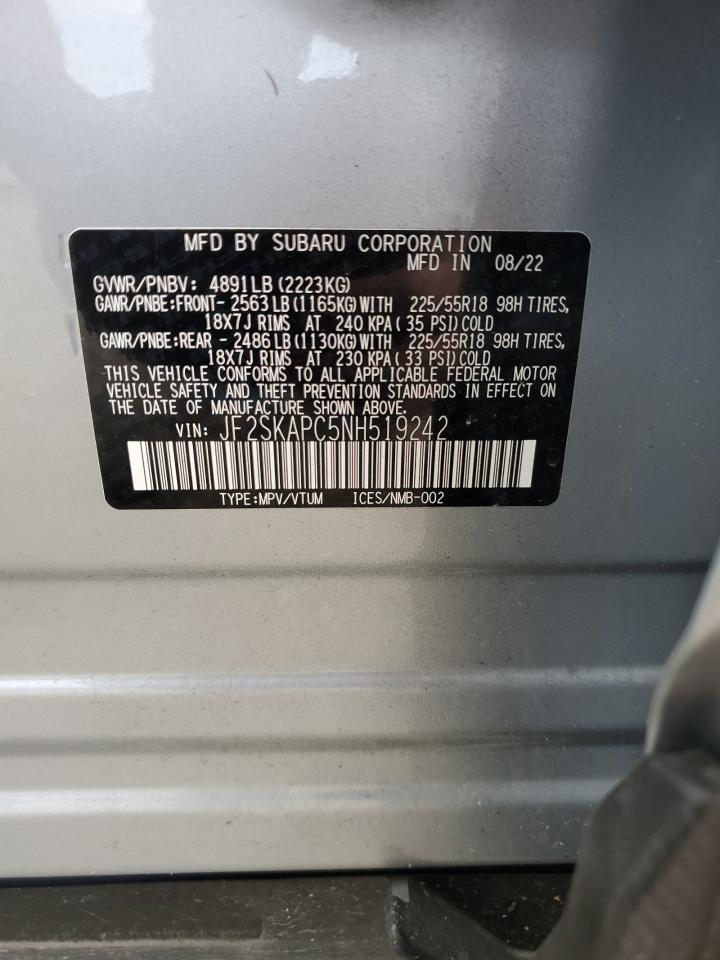 MFD BY SUBARU CORPORATION
MFD IN 08/22
GVWR/PNBV: 4891LB (2223KG)
GAWR/PNBE:FRONT- 2563 LB (1165KG) WITH 225/55R18 98H TIRES,
18X7J RIMS AT 240 KPA ( 35 PSI) COLD
GAWR/PNBE:REAR - 2486 LB (1130KG) WITH 225/55R18 98H TIRES,
18X7J RIMS AT 230 KPA ( 33 PSI) COLD
THIS VEHICLE CONFORMS TO ALL APPLICABLE FEDERAL MOTOR
VEHICLE SAFETY AND THEFT PREVENTION STANDARDS IN EFFECT ON
THE DATE OF MANUFACTURE SHOWN ABOVE.
VIN: JF2SKAPC5NH519242
TYPE:MPV/VTUM ICES/NMB-002